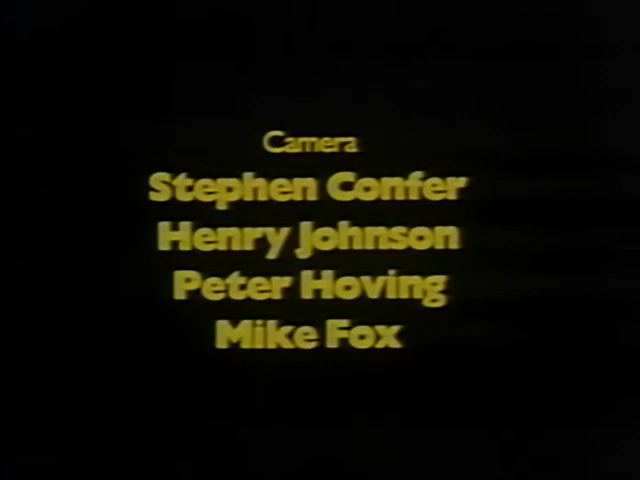 Camera
Stephen Confer
Henry Johnson
Peter Hoving
Mike Fox